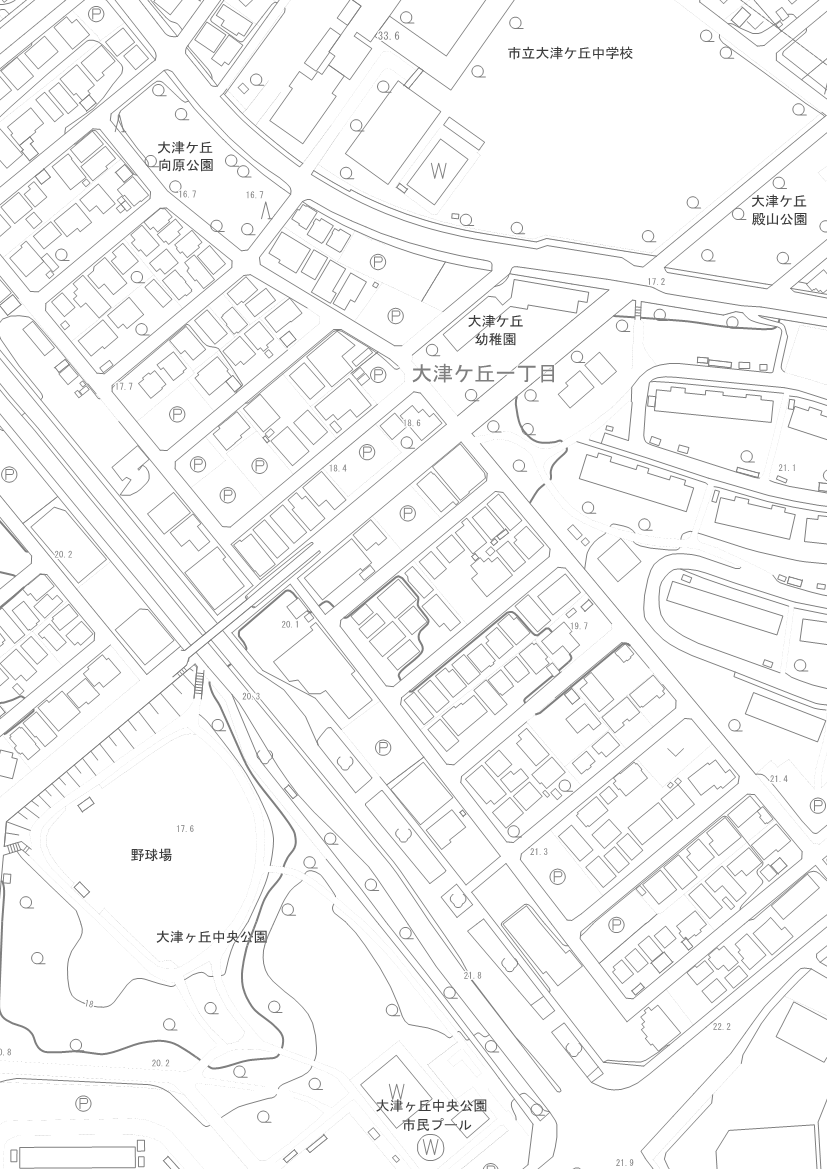 P
33.6
市立大津ケ丘中学校
大津ケ丘
向原公園
W
16.7
16.7
大津ケ丘
殿山公園
P
17.2
P
大津ケ丘
幼稚園
大津ケ丘一丁目
P
17.7
P
18.6
P
P
P
18.4
P
21.1
P
P
20.2
20.1
19.7
20.3
P
21.4
P
17.6
野球場
21.3
P
P
大津ヶ丘中央公園
21.8
18
22.2
0.8
20.2
P
W
大津ヶ丘中央公園
市民プール
W
21.9
P